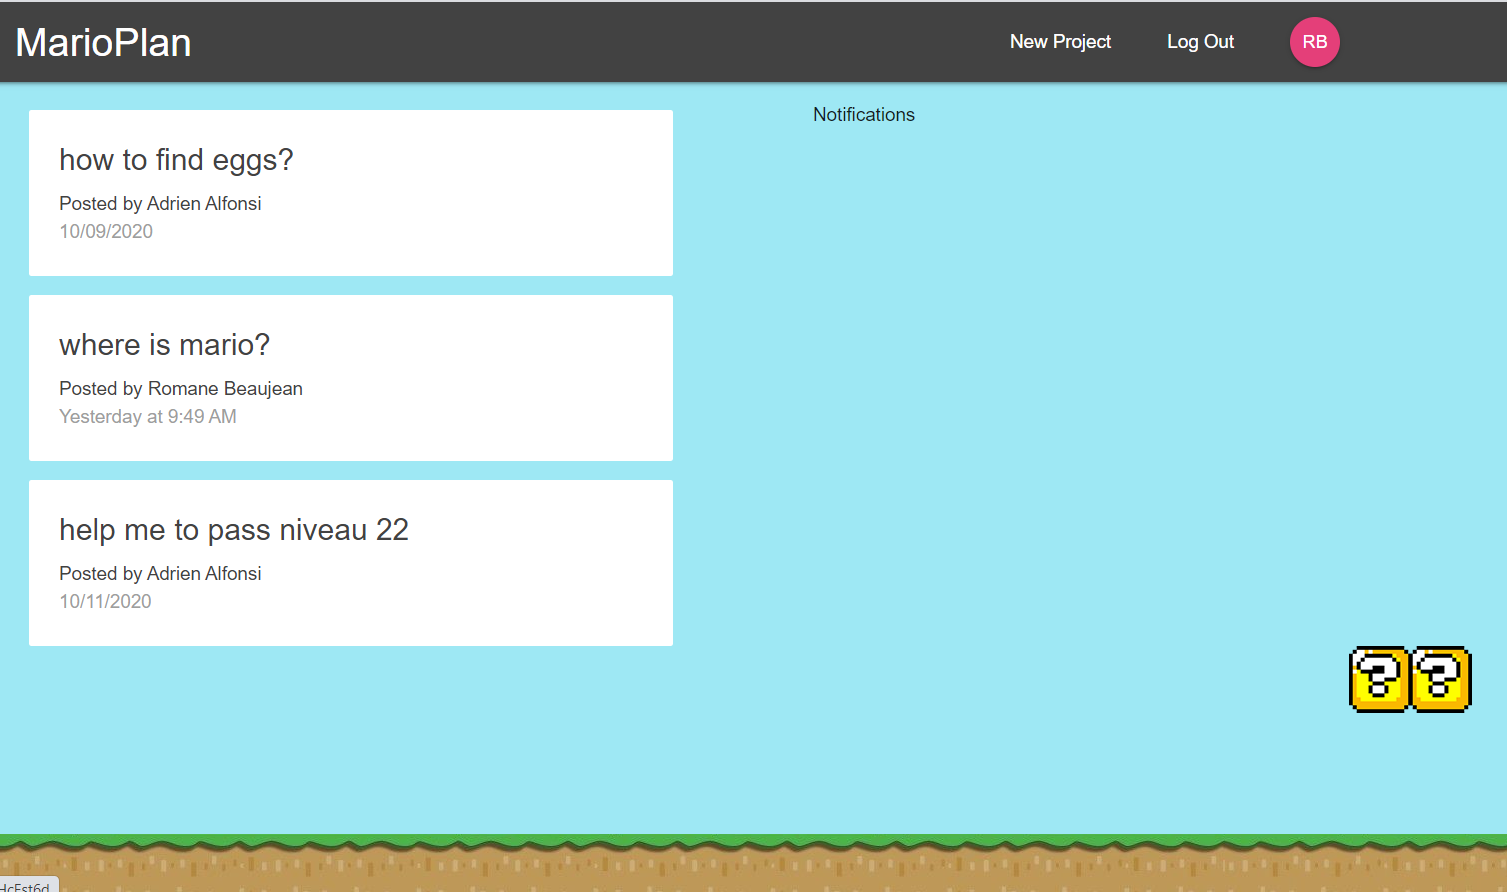 MarioPlan
New Project
Log Out
RB
Notifications
how to find eggs?
Posted by Adrien Alfonsi
10/09/2020
where is mario?
Posted by Romane Beaujean
Yesterday at 9:49 AM
help me to pass niveau 22
Posted by Adrien Alfonsi
10/11/2020
? ?